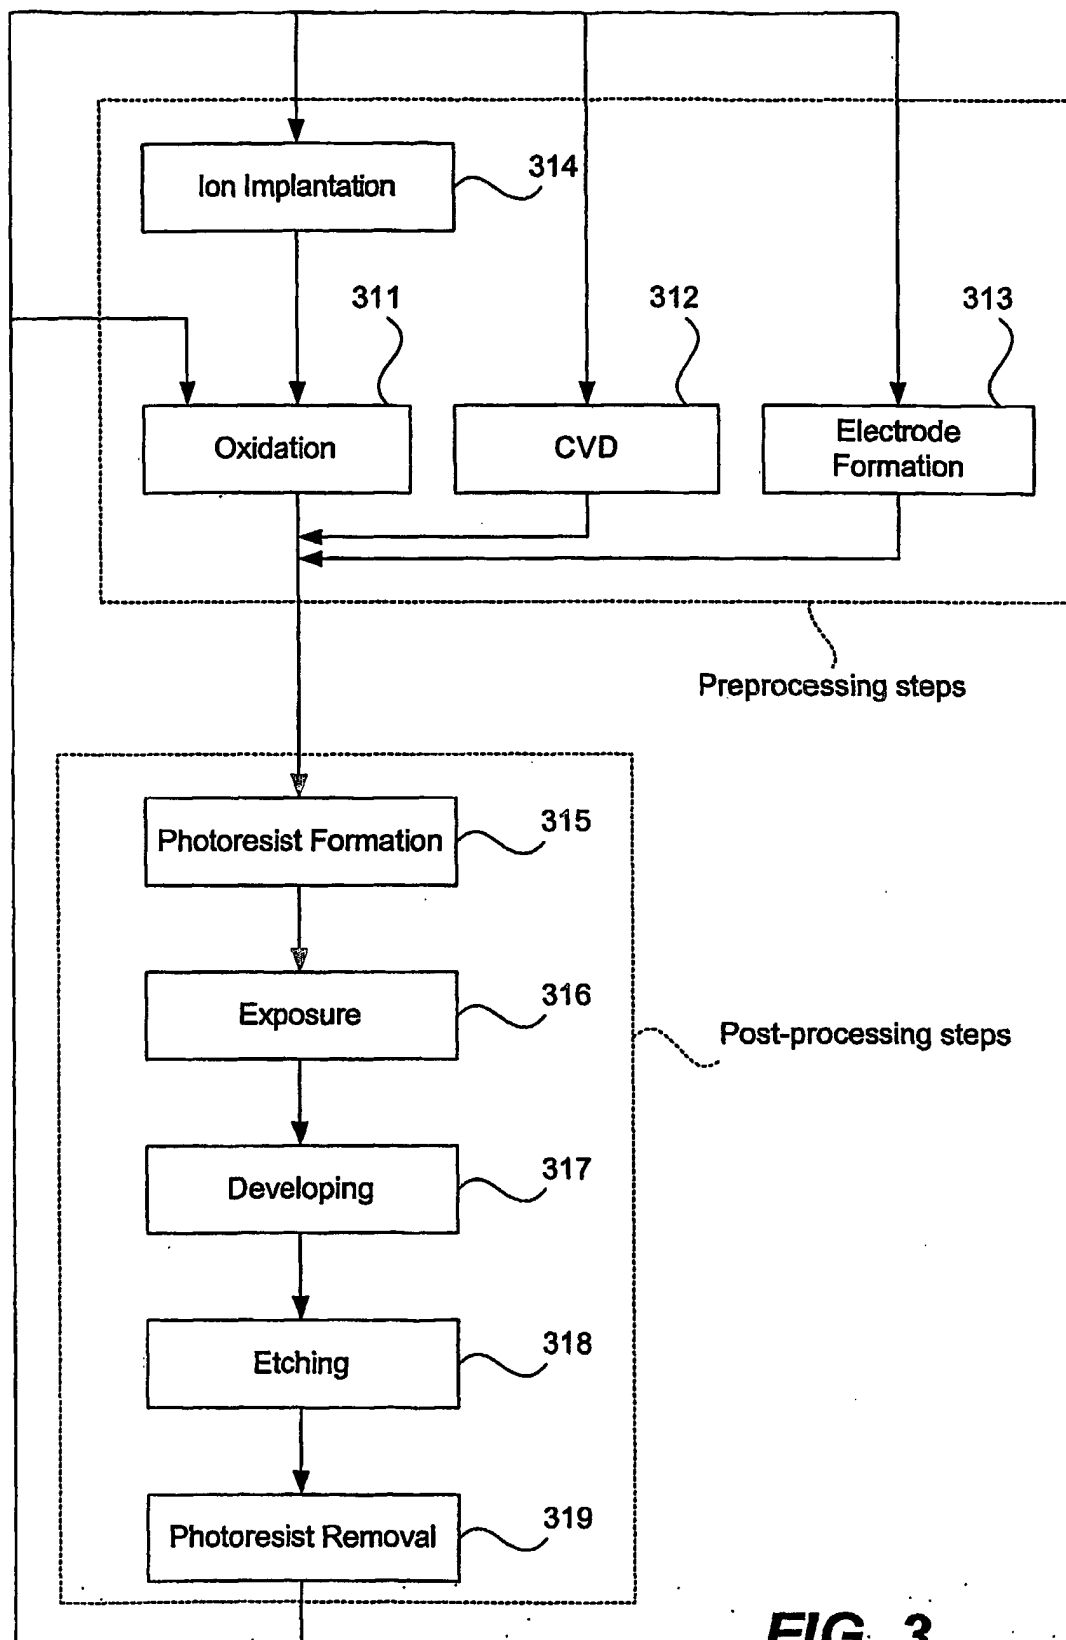 Ion Implantation
314
311
312
313
Oxidation
CVD
Electrode
Formation
Preprocessing steps
Photoresist Formation
315
Exposure
316
Post-processing steps
Developing
317
Etching
318
Photoresist Removal
319
FIG. 3